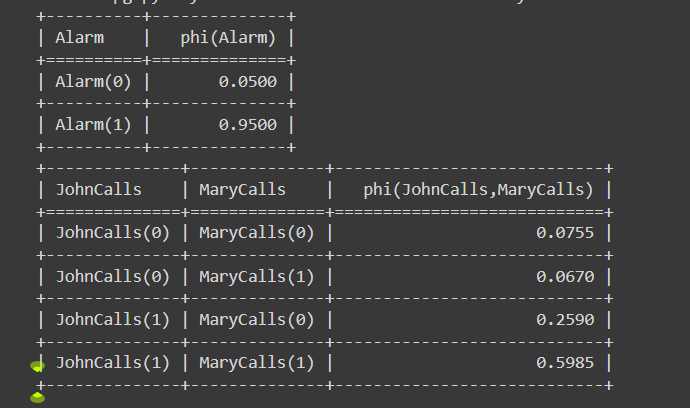 +----------+--------------+
| Alarm    |   phi(Alarm) |
+==========+==============+
| Alarm(0) |       0.0500 |
+----------+--------------+
| Alarm(1) |       0.9500 |
+----------+--------------+
+--------------+--------------+----------------------------+
| JohnCalls    | MaryCalls    |   phi(JohnCalls,MaryCalls) |
+==============+==============+============================+
| JohnCalls(0) | MaryCalls(0) |                     0.0755 |
+--------------+--------------+----------------------------+
| JohnCalls(0) | MaryCalls(1) |                     0.0670 |
+--------------+--------------+----------------------------+
| JohnCalls(1) | MaryCalls(0) |                     0.2590 |
+--------------+--------------+----------------------------+
| JohnCalls(1) | MaryCalls(1) |                     0.5985 |
+--------------+--------------+----------------------------+